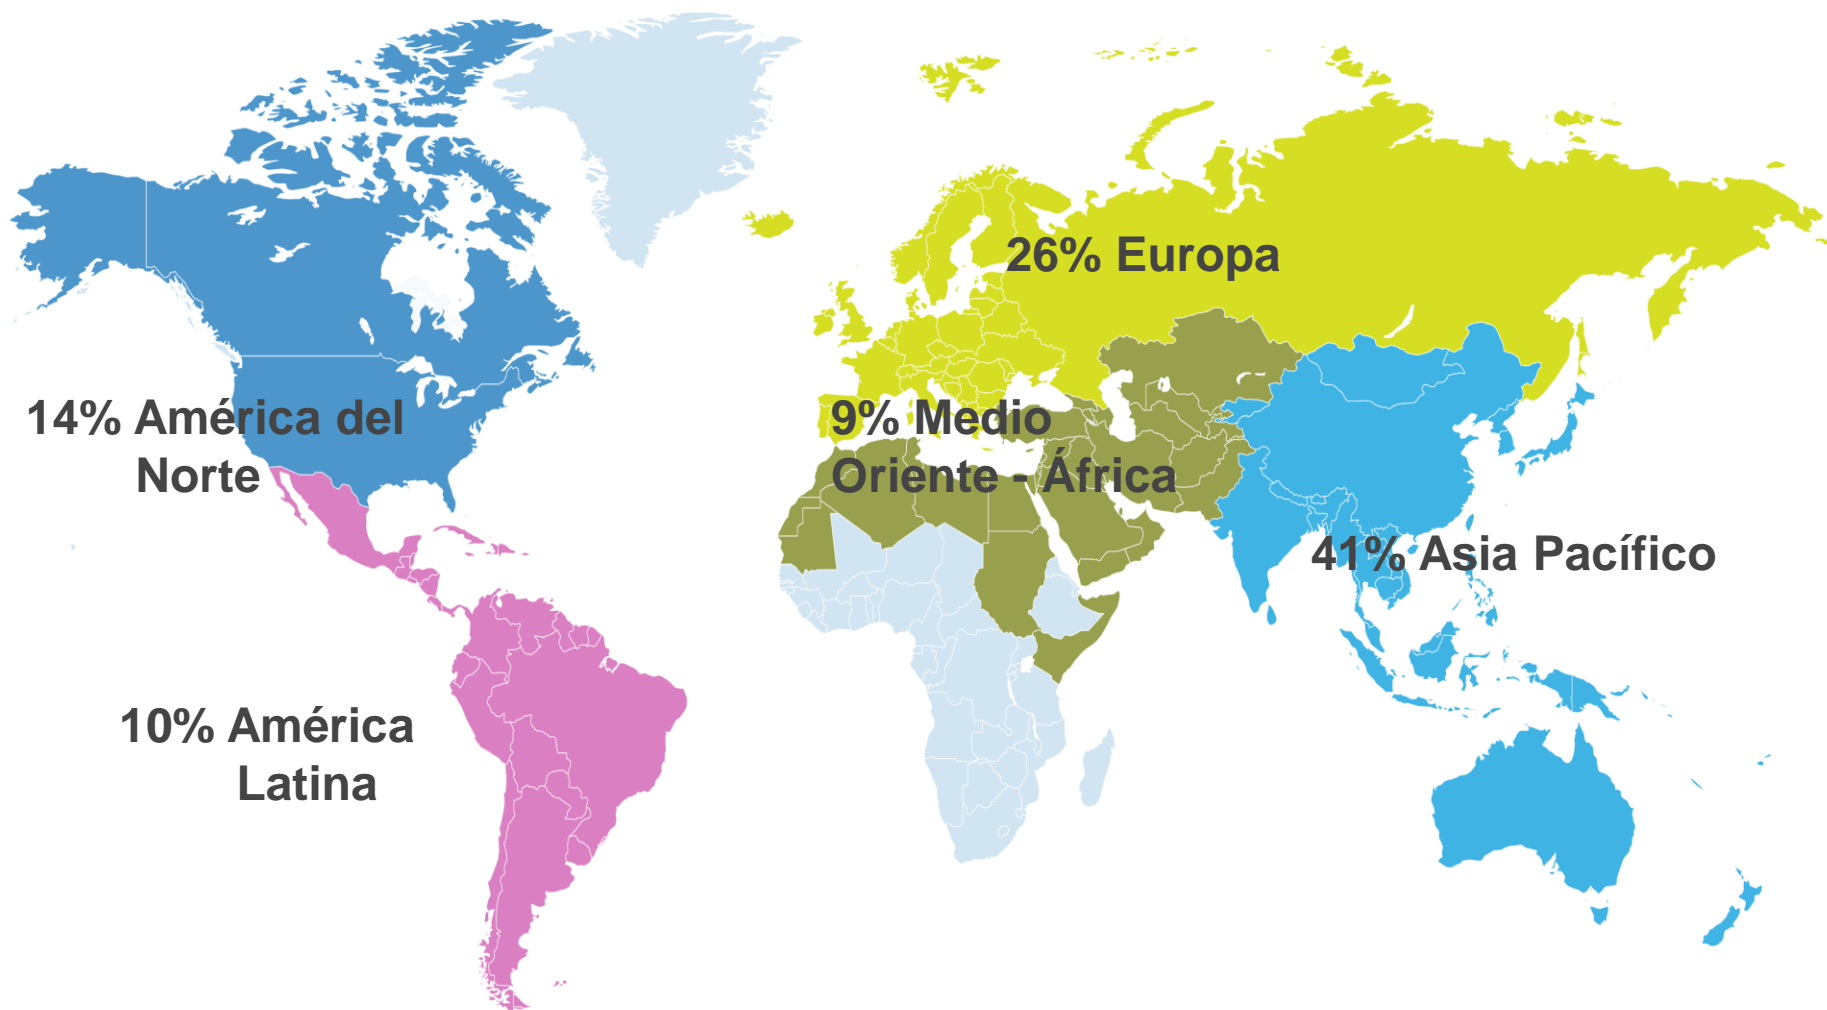 26% Europa
14% América del
Norte
9% Medio
Oriente - África
41% Asia Pacífico
10% América
Latina